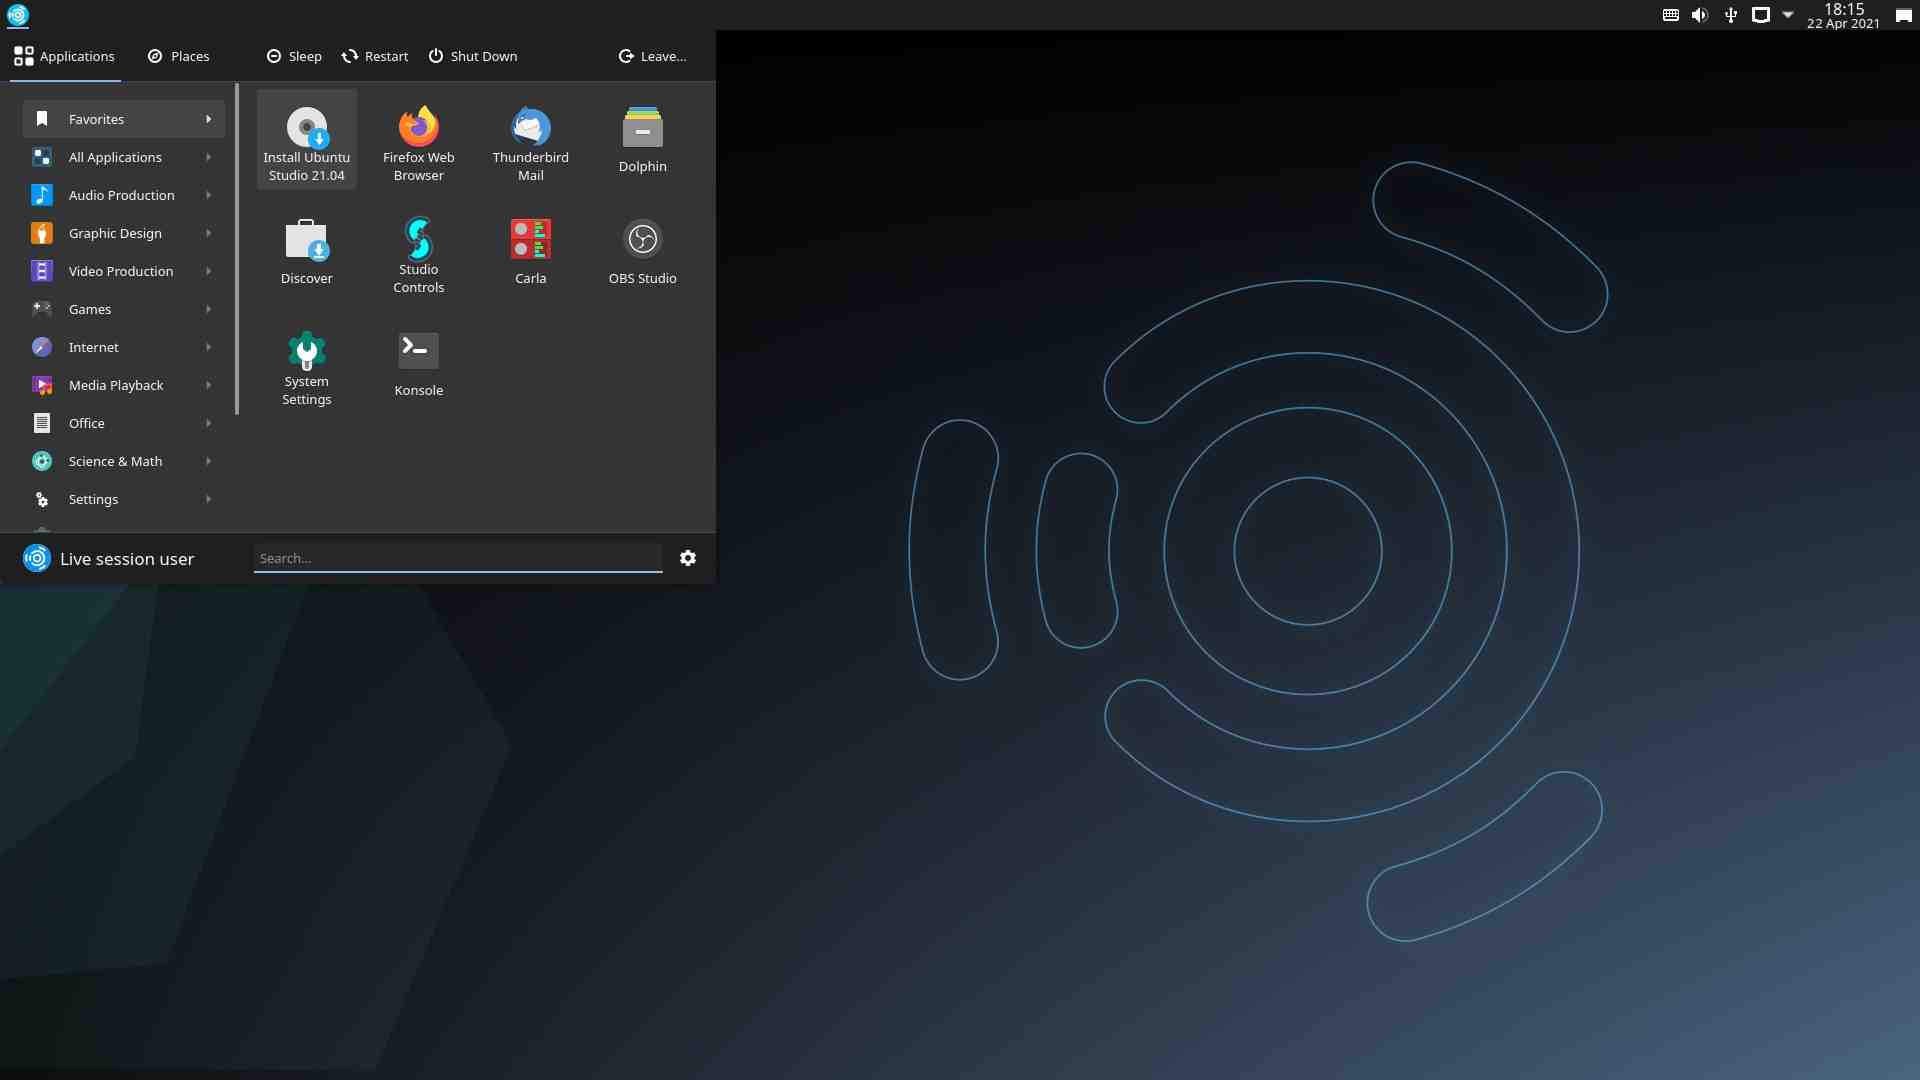 18:15
22 Apr 2021
Applications
Places
Sleep
Restart
Shut Down
Leave...
Favorites
All Applications
Audio Production
Graphic Design
Video Production
Games
Internet
Media Playback
Office
Science & Math
Settings
Install Ubuntu
Studio 21.04
Firefox Web
Browser
Thunderbird
Mail
Dolphin
Discover
Studio
Controls
Carla
OBS Studio
System
Settings
Konsole
Live session user
Search...